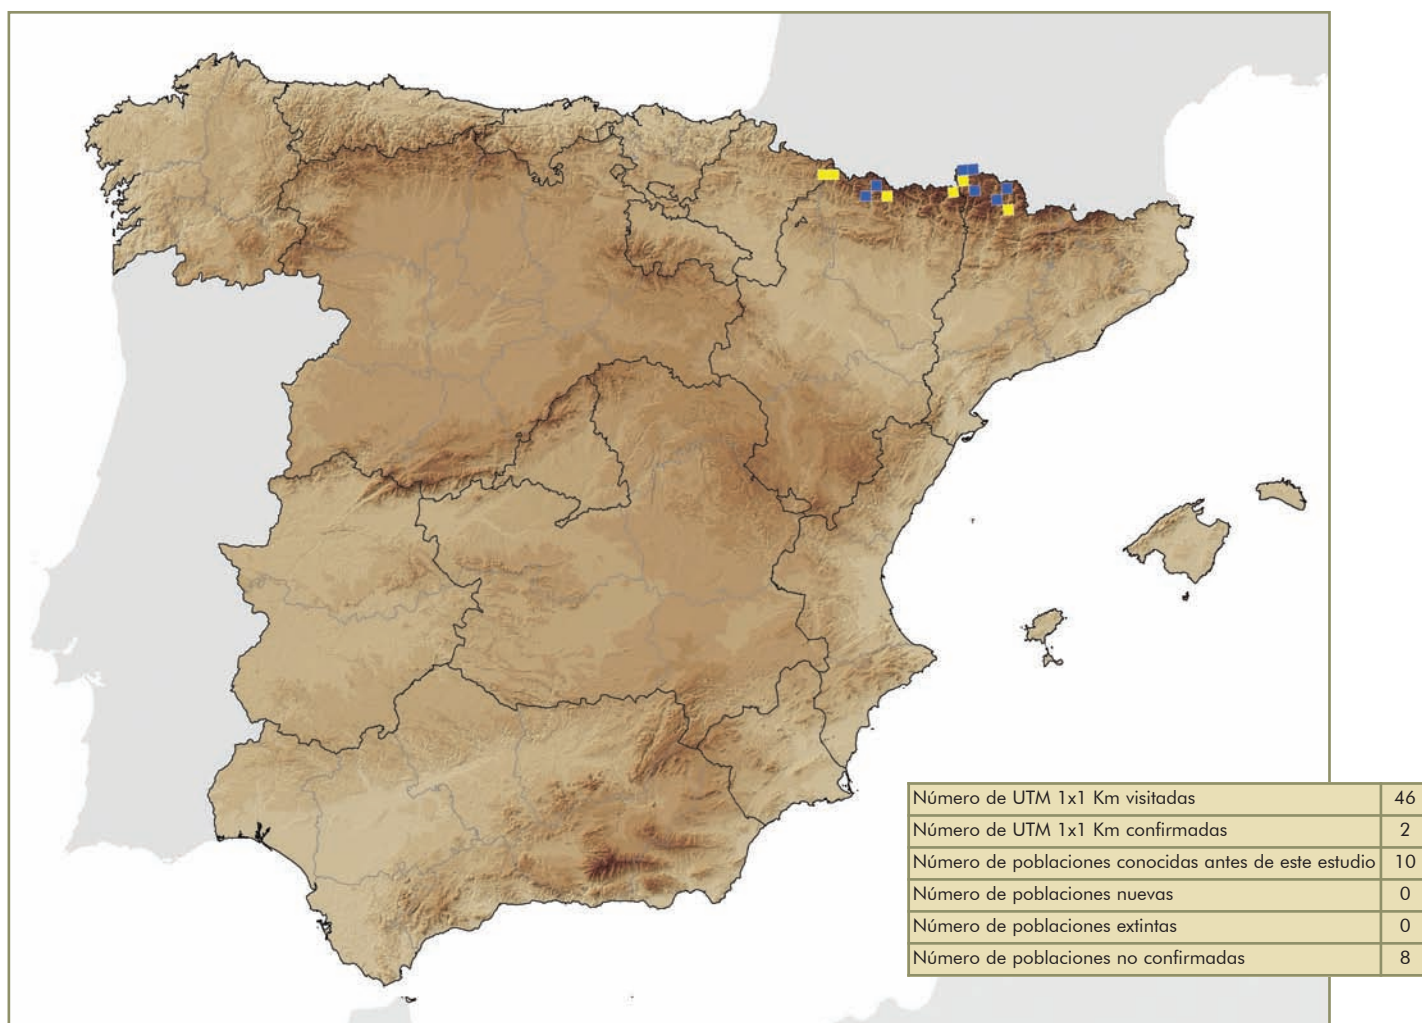 Número de UTM 1x1 Km visitadas 46
Número de UTM 1x1 Km confirmadas 2
Número de poblaciones conocidas antes de este estudio 10
Número de poblaciones nuevas 0
Número de poblaciones extintas 0
Número de poblaciones no confirmadas 8